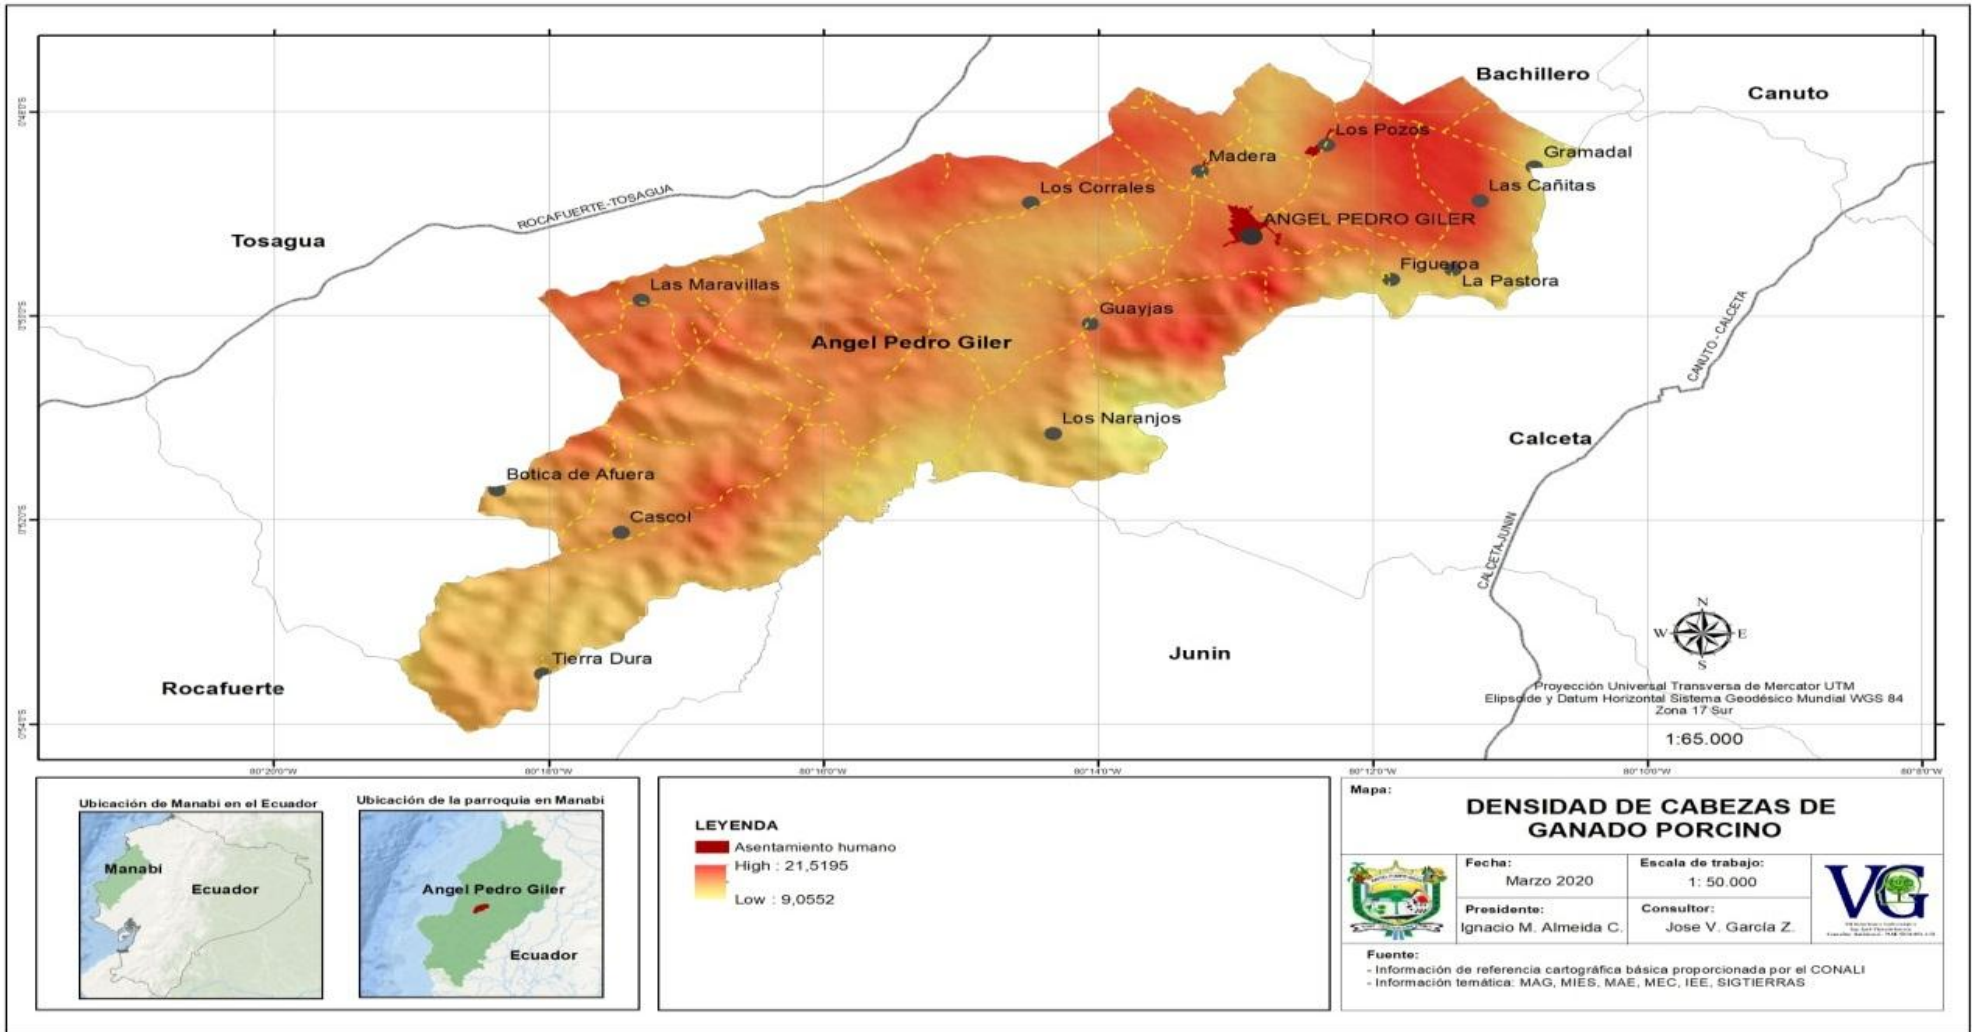 Bachillero
Canuto
Los Pozos
Madera
Gramadal
Los Corrales
Las Cañitas
ROCAFUERTE-TOSAGUA
ANGEL PEDRO GILER
Tosagua
Figueroa
La Pastora
Las Maravillas
Guayjas
Angel Pedro Giler
CANUTO - CALCETA
Los Naranjos
Calceta
Botica de Afuera
Cascol
CALCETA-JUNIN
Junin
Tierra Dura
Rocafuerte
N
W
E
S
Proyección Universal Transversa de Mercator UTM
Elipsoide y Datum Horizontal Sistema Geodésico Mundial WGS 84
Zona 17 Sur
1:65.000
80°20'0"W
80°18'0"W
80°16'0"W
80°14'0"W
80°12'0"W
80°10'0"W
80°8'0"W
Ubicación de Manabi en el Ecuador
Manabi
Ecuador
Ubicación de la parroquia en Manabi
Angel Pedro Giler
Ecuador
LEYENDA
Asentamiento humano
High : 21,5195
Low : 9,0552
Mapa:
DENSIDAD DE CABEZAS DE
GANADO PORCINO
Fecha:
Marzo 2020
Escala de trabajo:
1: 50.000
Presidente:
Ignacio M. Almeida C.
Consultor:
Jose V. García Z.
VG
Fuente:
- Información de referencia cartográfica básica proporcionada por el CONALI
- Información temática: MAG, MIES, MAE, MEC, IEE, SIGTIERRAS